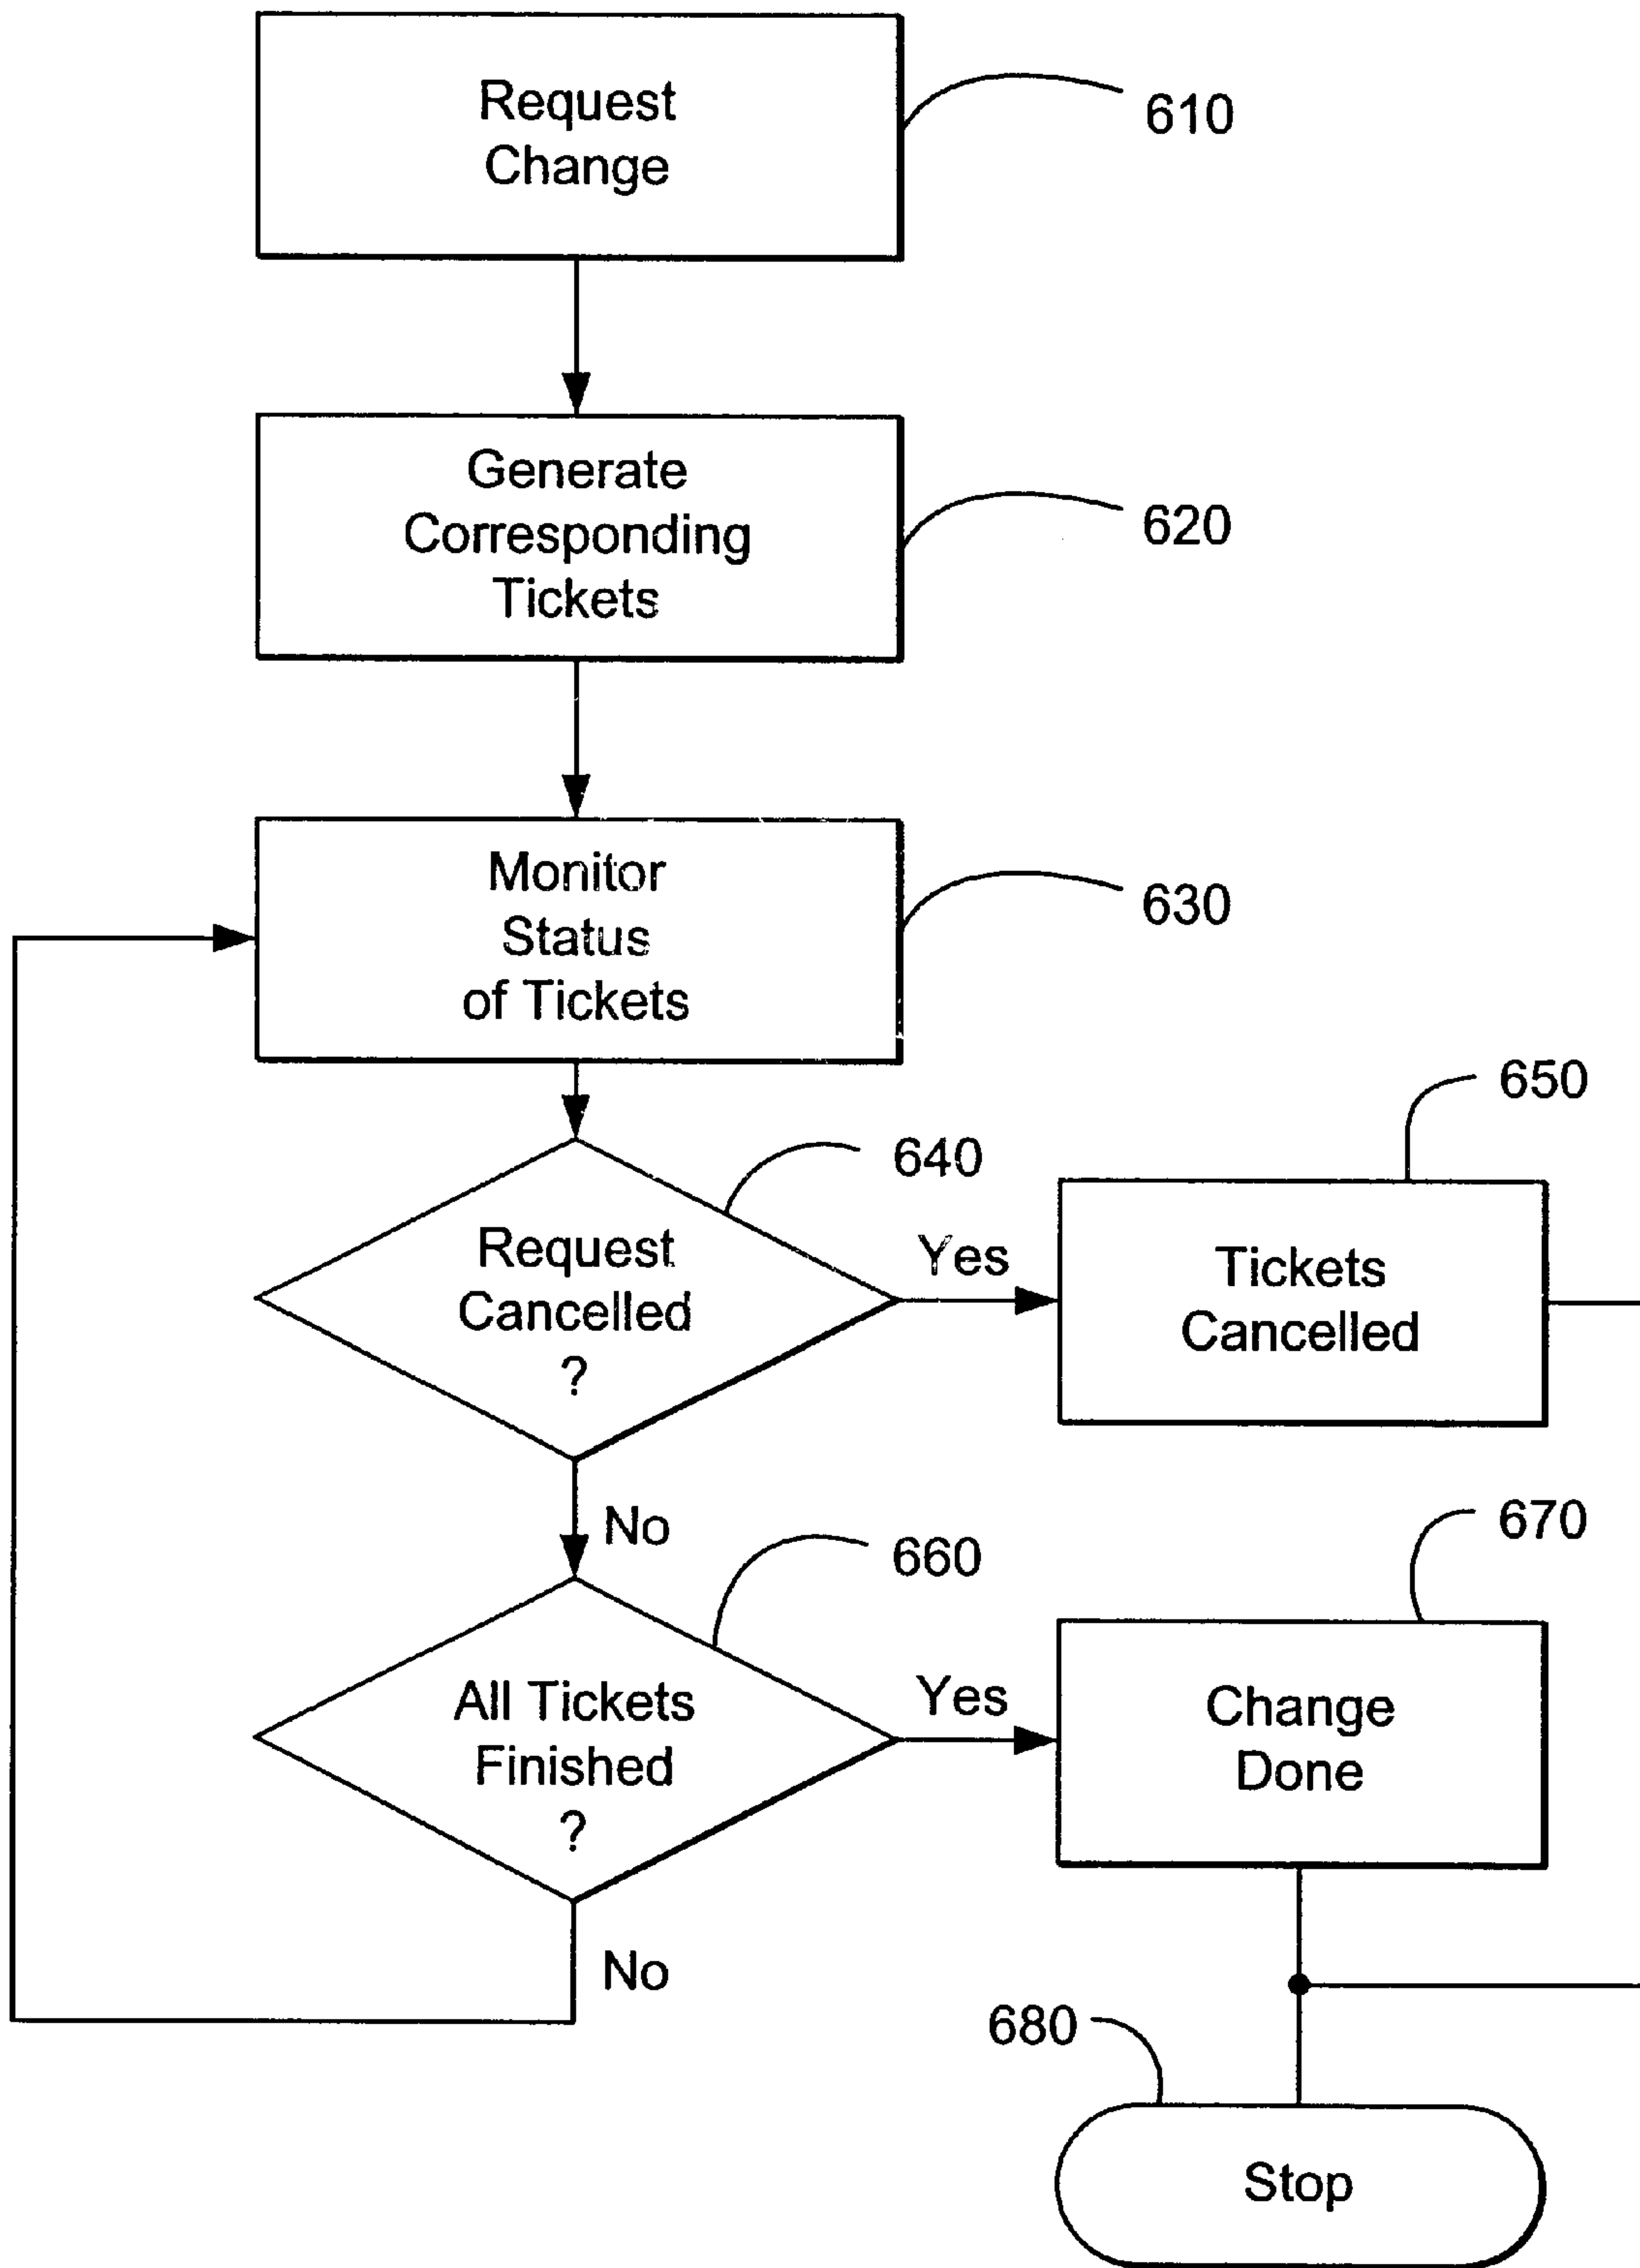 Request
Change
610
Generate
Corresponding
Tickets
620
Monitor
Status
of Tickets
630
640
650
Request
Cancelled
?
Yes
Tickets
Cancelled
No
660
670
All Tickets
Finished
?
Yes
Change
Done
No
680
Stop